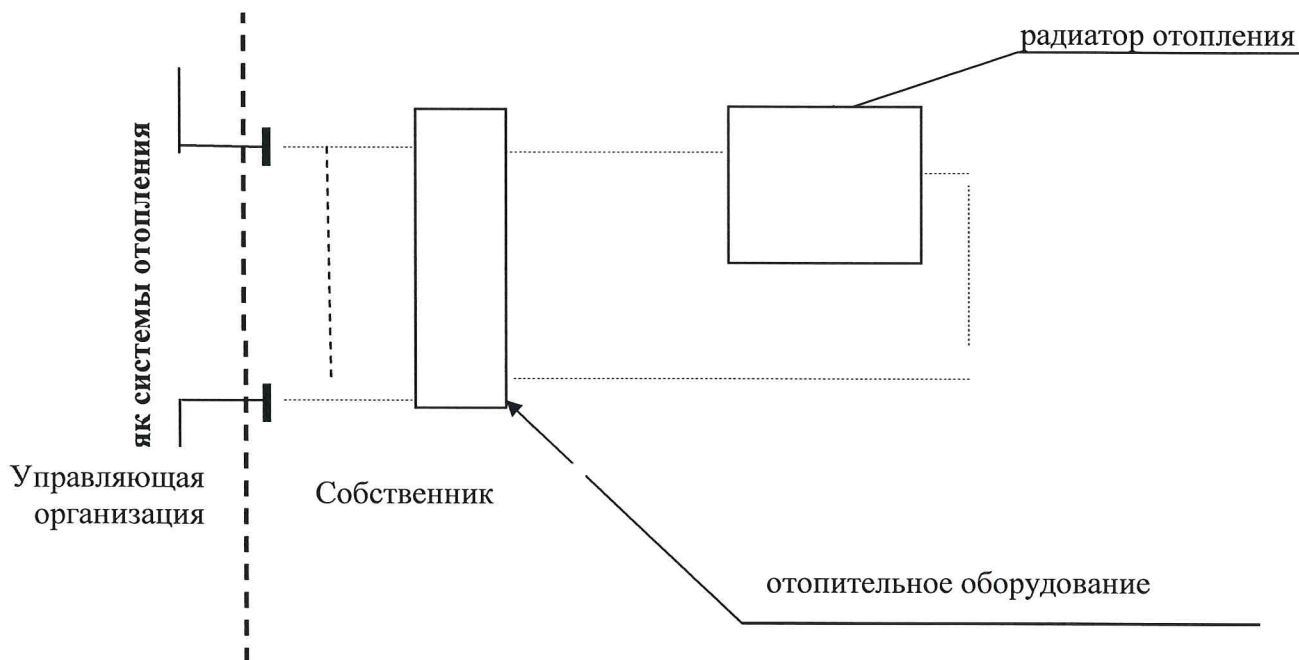 радиатор отопления
як системы отопления
Управляющая
организация
Собственник
отопительное оборудование